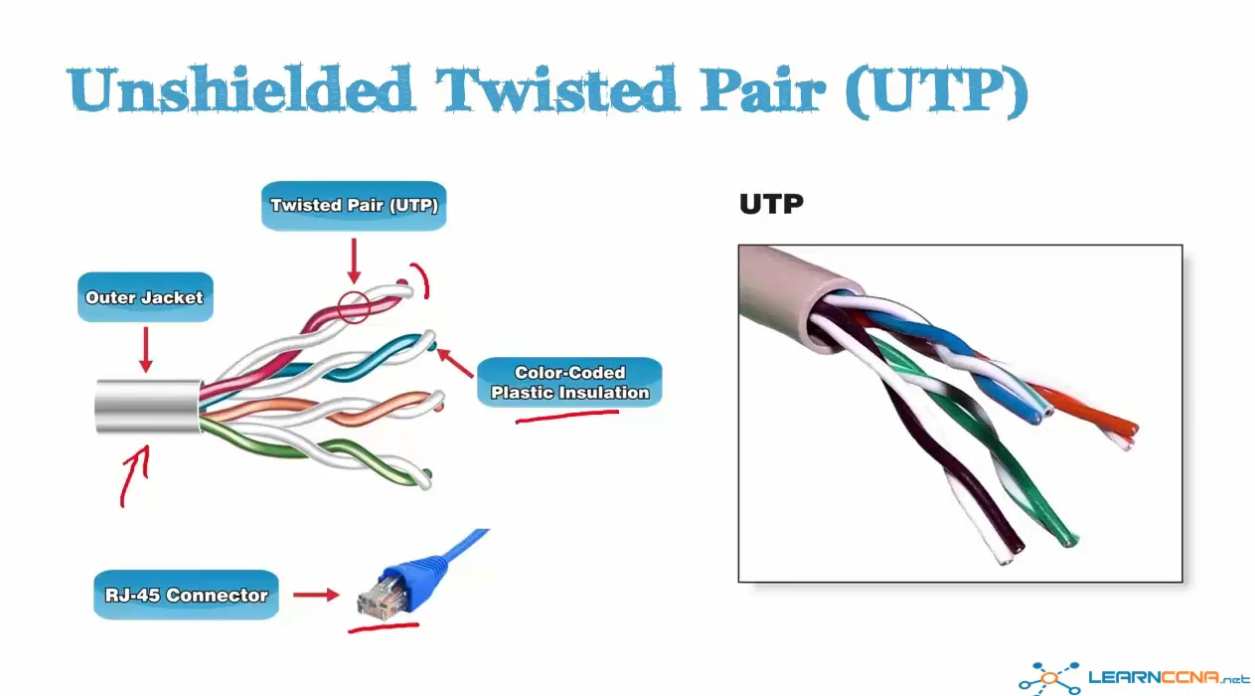 Unshielded Twisted Pair (UTP)
Twisted Pair (UTP)
Outer Jacket
Color-Coded
Plastic Insulation
RJ-45 Connector
UTP
LEARNCCNA.net